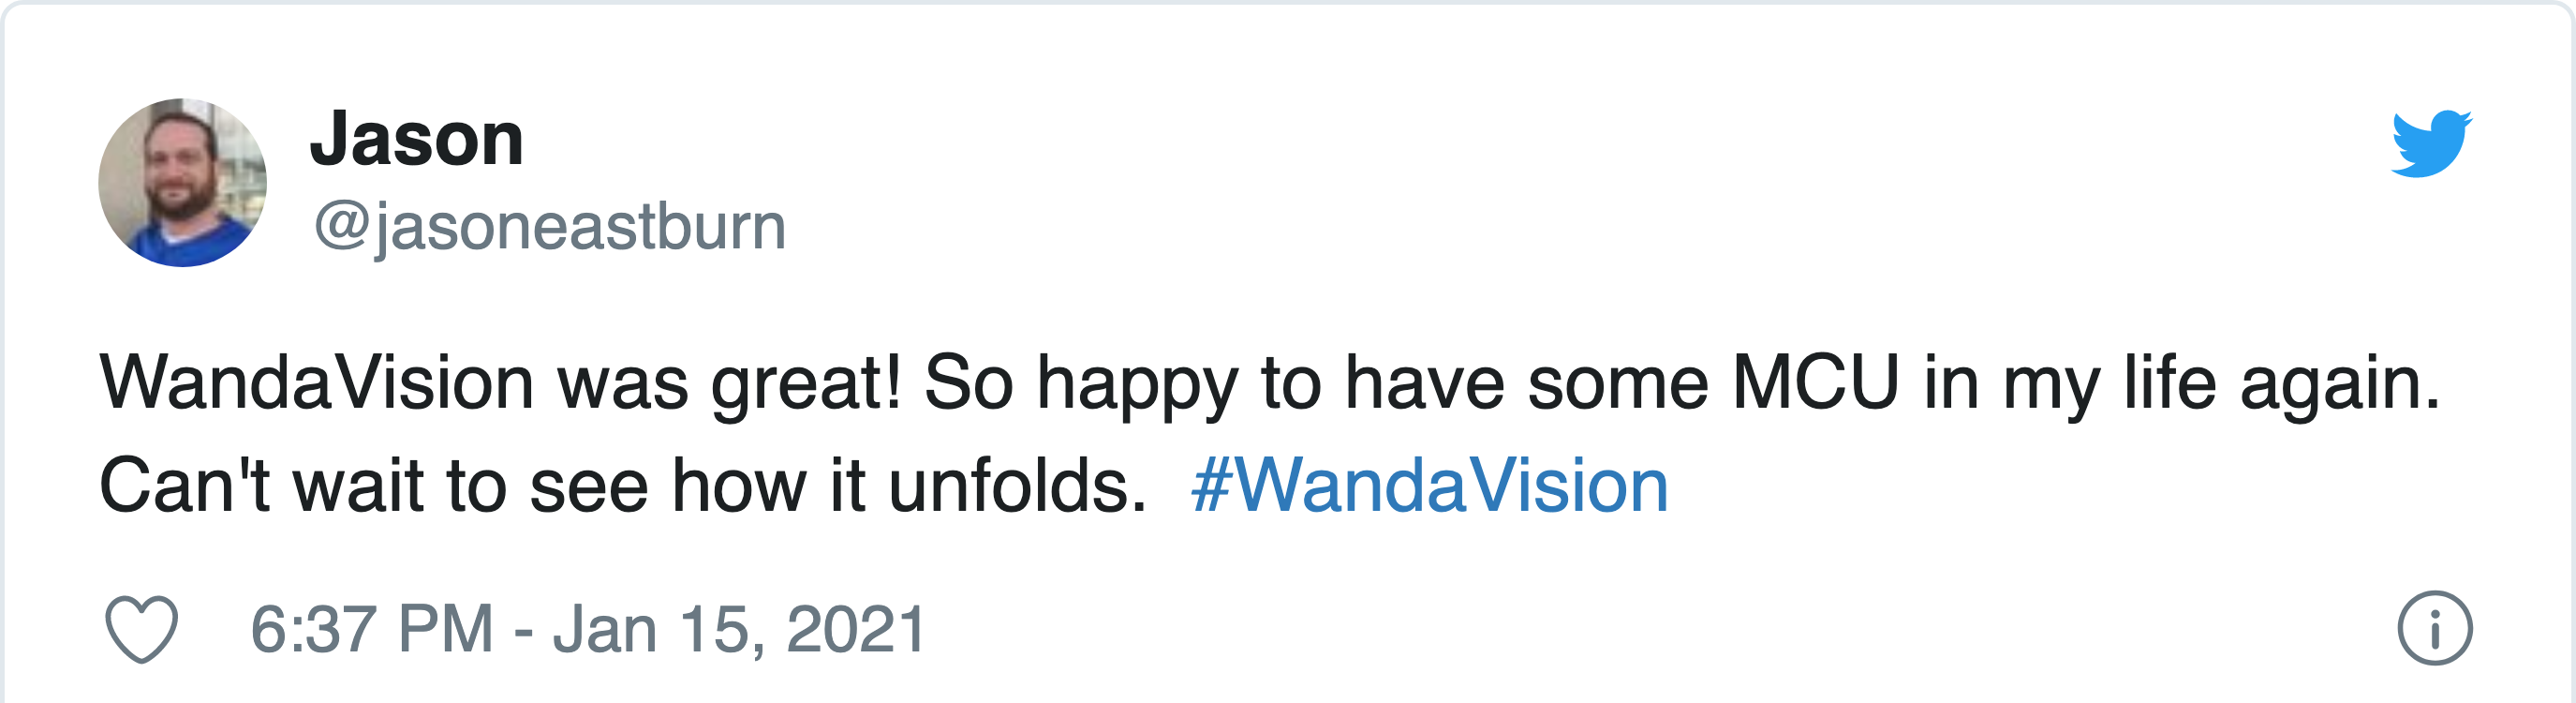 Jason
@jasoneastburn
WandaVision was great! So happy to have some MCU in my life again.
Can't wait to see how it unfolds.  #WandaVision
6:37 PM - Jan 15, 2021